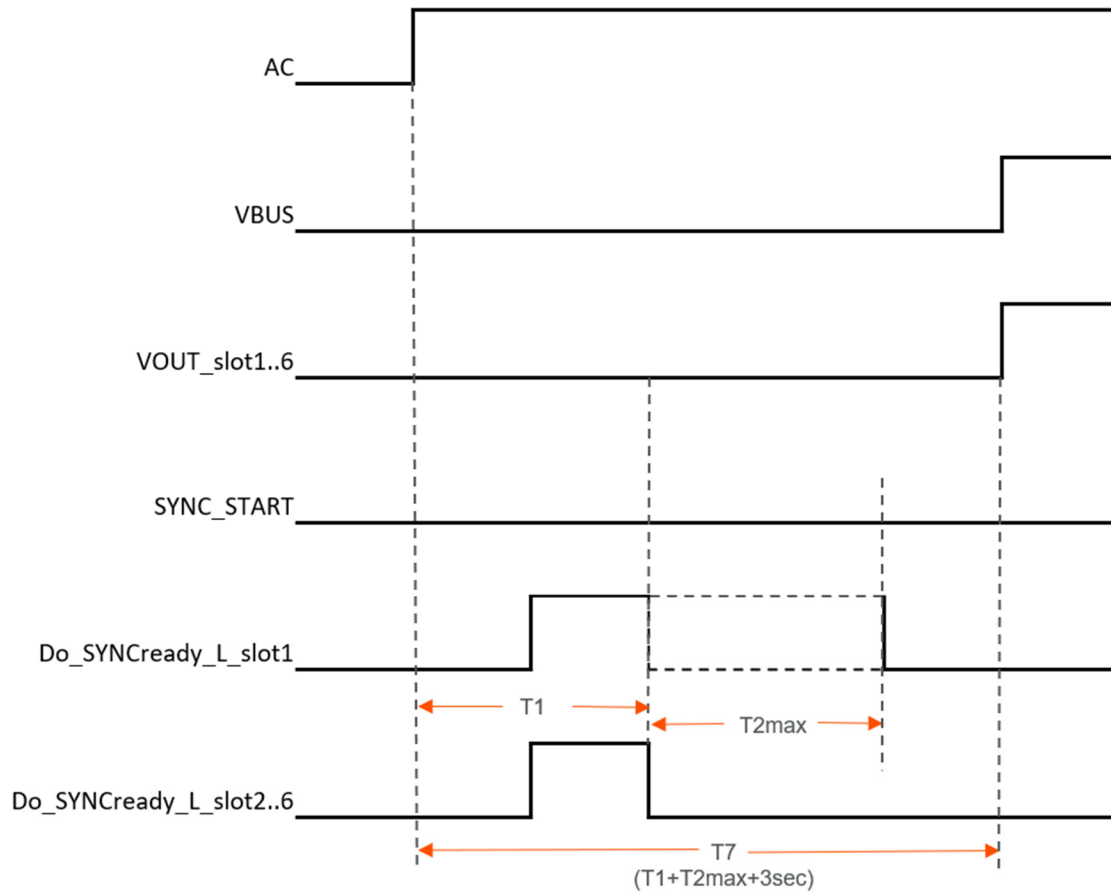 AC
VBUS
VOUT_slot1..6
SYNC_START
Do_SYNCready_L_slot1
T1
T2max
Do_SYNCready_L_slot2..6
T7
(T1+T2max+3sec)